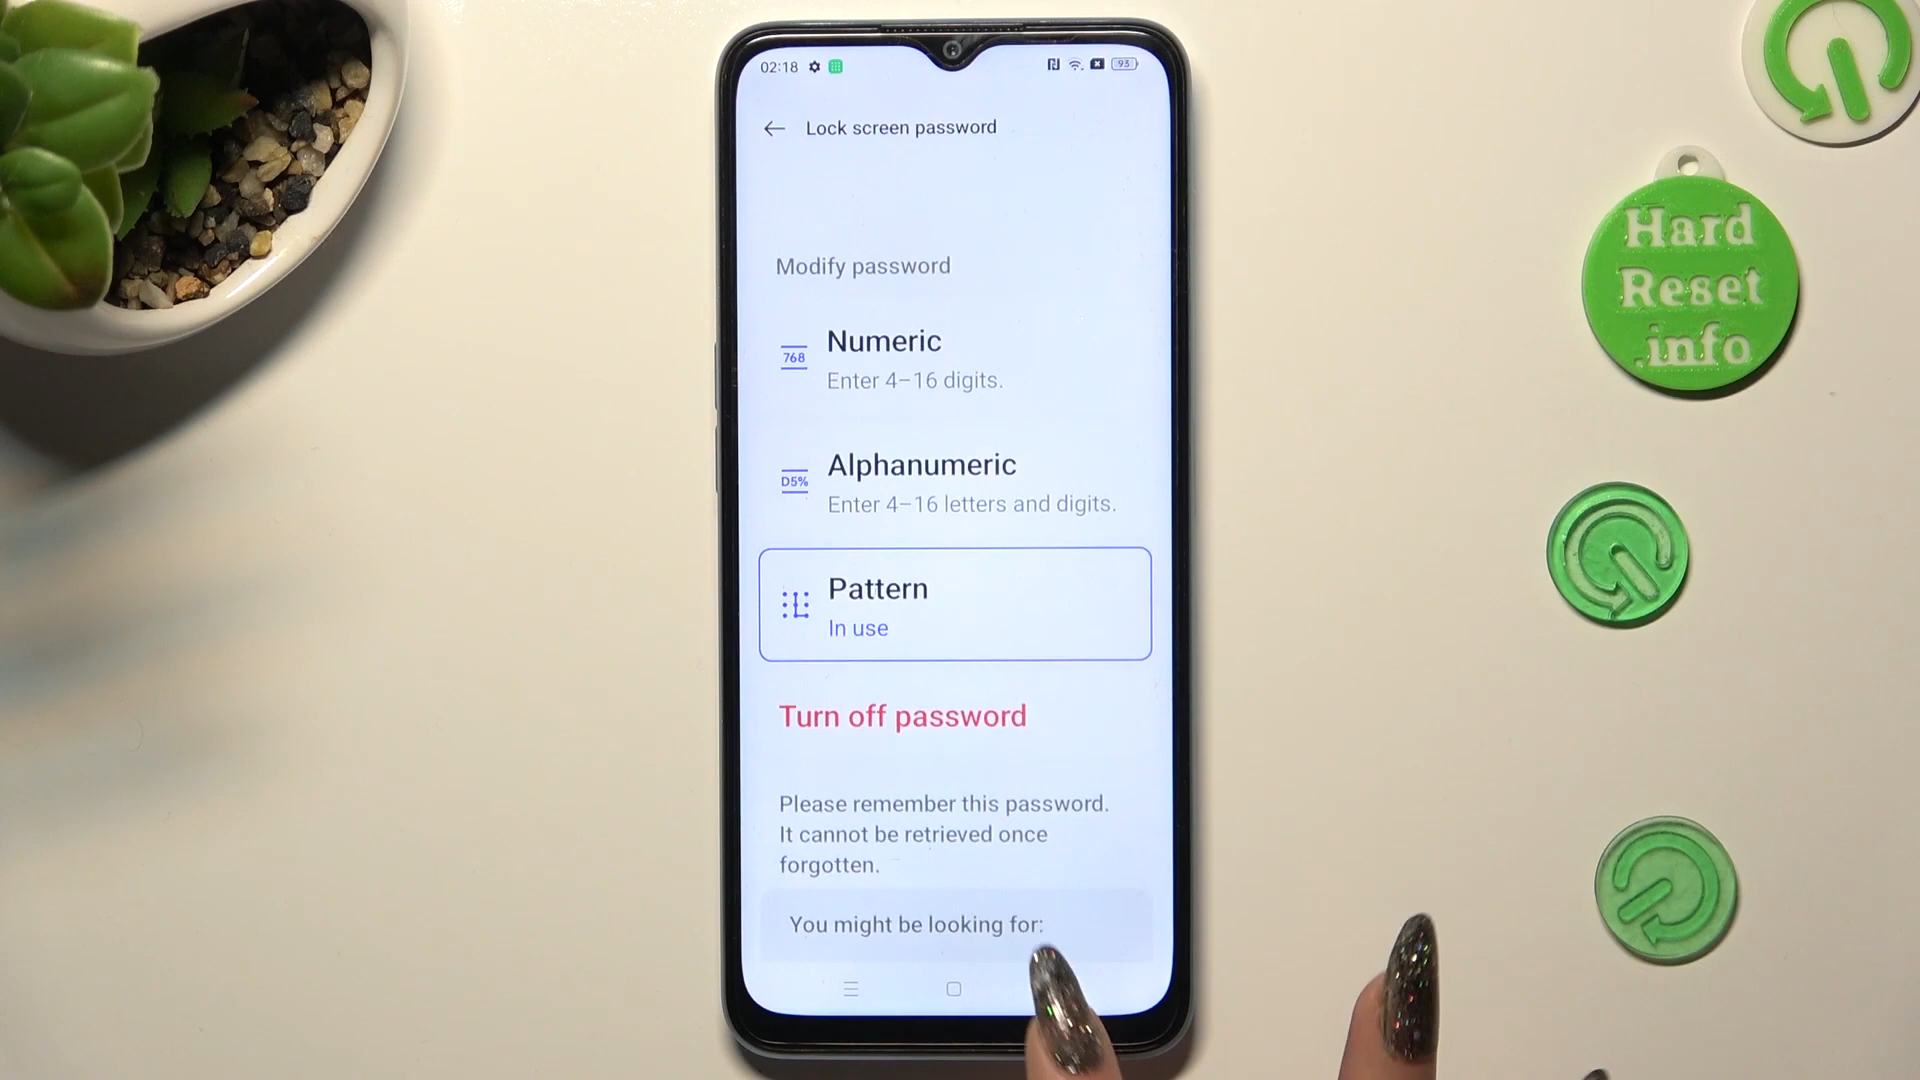 02:18
93
Lock screen password
Modify password
768
Numeric
Enter 4–16 digits.
D5%
Alphanumeric
Enter 4–16 letters and digits.
Pattern
In use
Turn off password
Please remember this password.
It cannot be retrieved once
forgotten.
You might be looking for:
Hard
Reset
.info